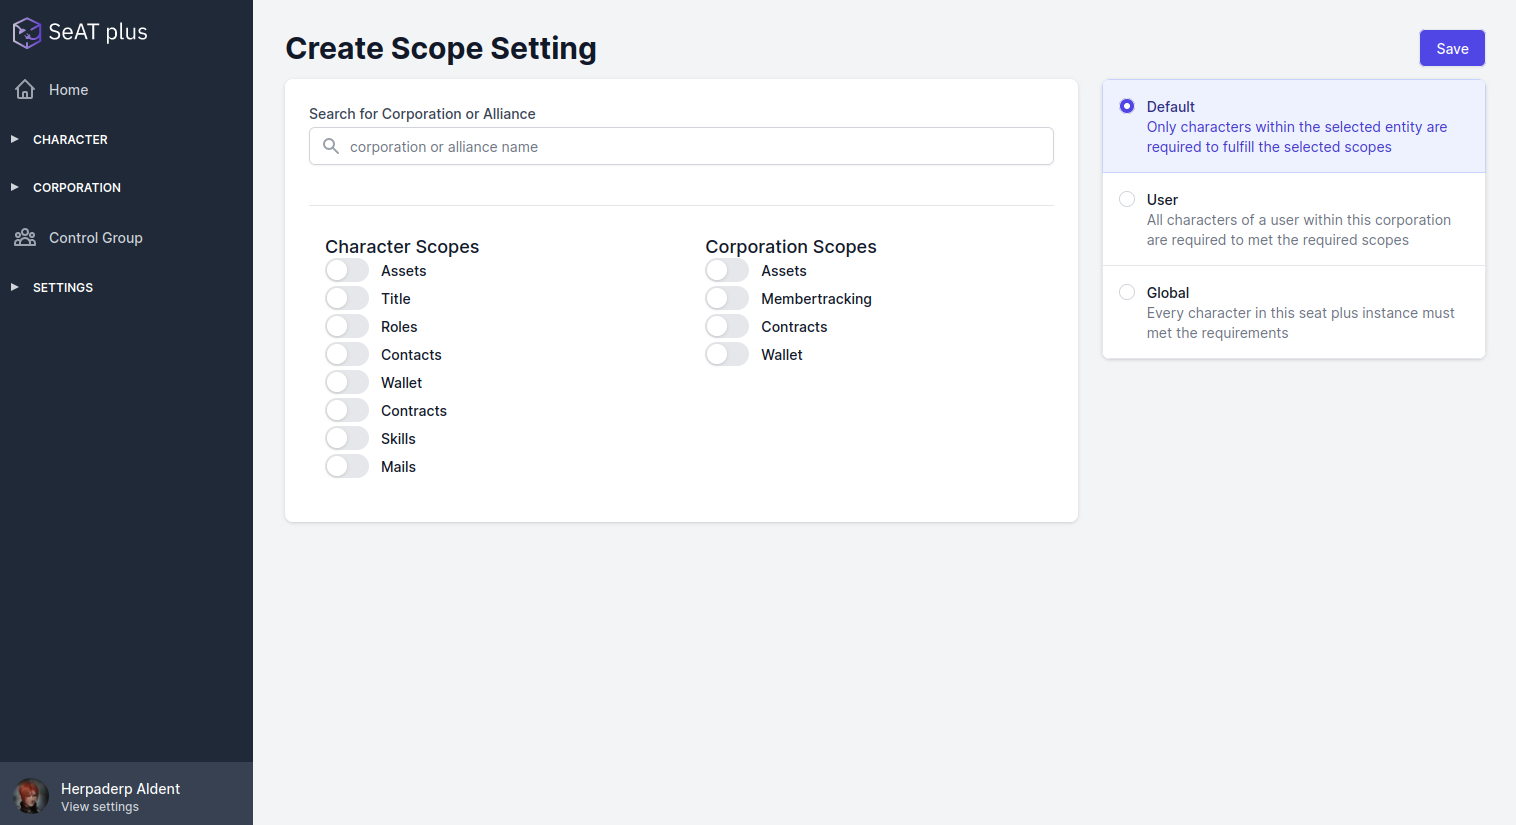 SeAT plus
Home
CHARACTER
CORPORATION
Control Group
SETTINGS
Herpaderp Aldent
View settings
Create Scope Setting
Save
Search for Corporation or Alliance
corporation or alliance name
Character Scopes
Assets
Title
Roles
Contacts
Wallet
Contracts
Skills
Mails
Corporation Scopes
Assets
Membertracking
Contracts
Wallet
Default
Only characters within the selected entity are
required to fulfill the selected scopes
User
All characters of a user within this corporation
are required to met the required scopes
Global
Every character in this seat plus instance must
met the requirements